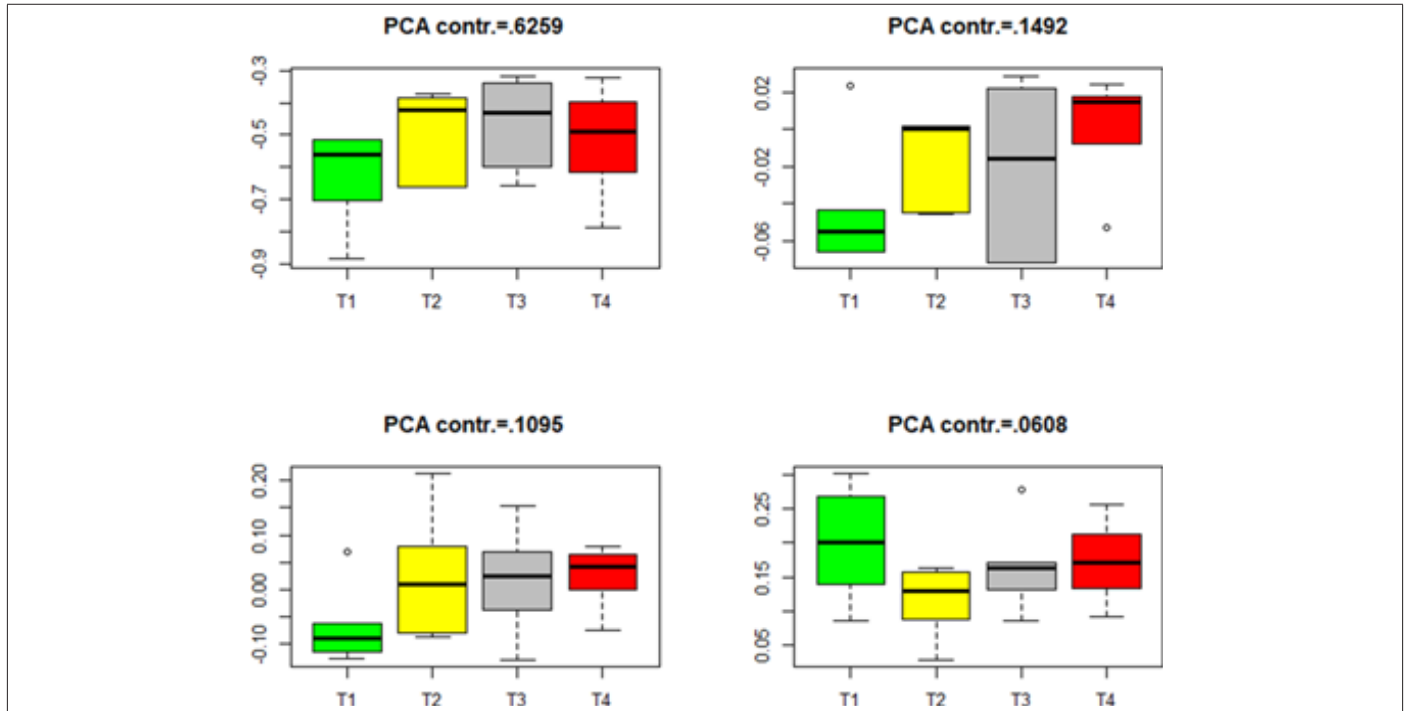 PCA contr.=.6259
-0.3
-0.5
-0.7
-0.9
T1 T2 T3 T4
PCA contr.=.1492
0.02
-0.02
-0.06
T1 T2 T3 T4
PCA contr.=.1095
0.20
0.10
0.00
-0.10
T1 T2 T3 T4
PCA contr.=.0608
0.25
0.15
0.05
T1 T2 T3 T4